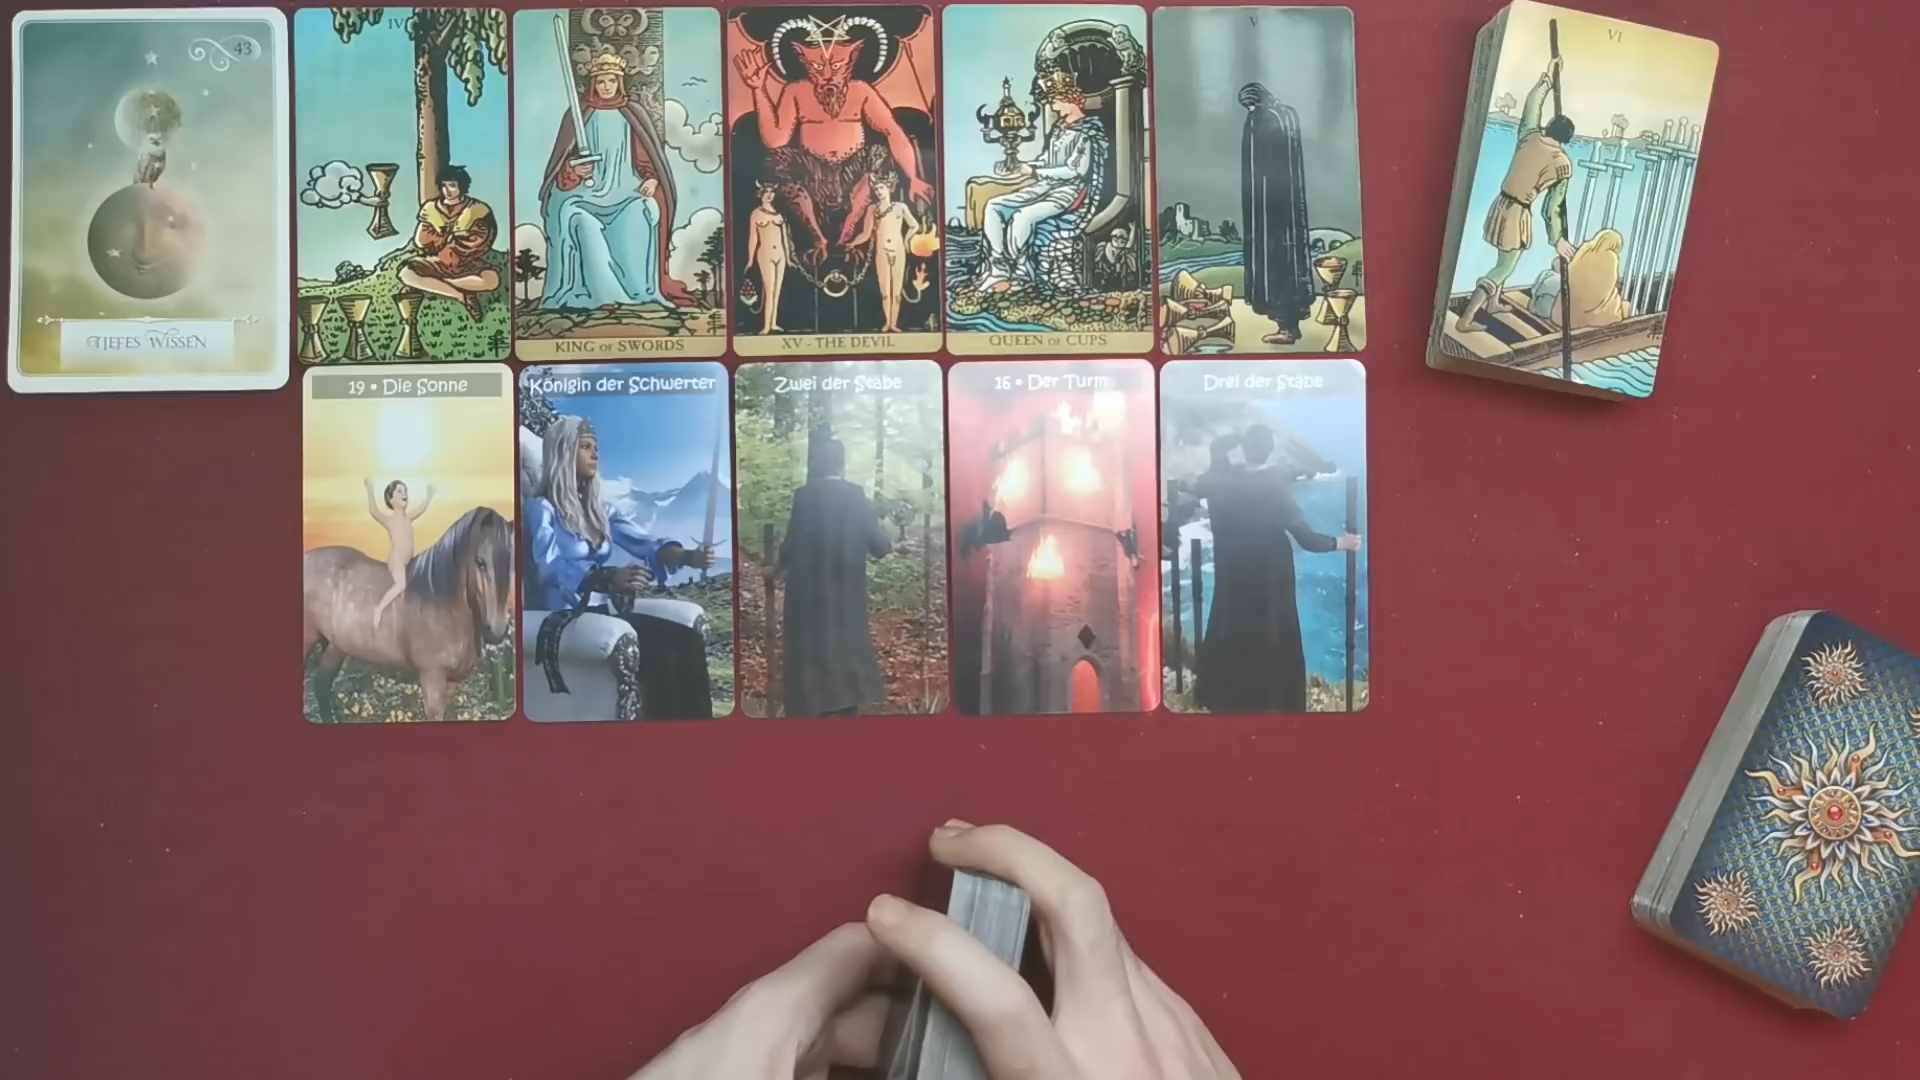 43
TIEFES WISSEN
IV
KING OF SWORDS
XV - THE DEVIL
QUEEN OF CUPS
V
VI
19 • Die Sonne
Königin der Schwerter
Zwei der Stäbe
16 • Der Turm
Drei der Stäbe